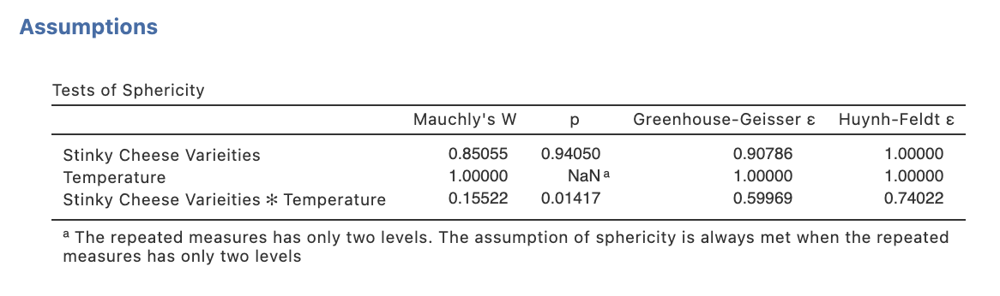 Assumptions
Tests of Sphericity
Mauchly's W p Greenhouse-Geisser ε Huynh-Feldt ε
Stinky Cheese Varieities 0.85055 0.94050 0.90786 1.00000
Temperature 1.00000 NaN ᵃ 1.00000 1.00000
Stinky Cheese Varieities ✻ Temperature 0.15522 0.01417 0.59969 0.74022
ᵃ The repeated measures has only two levels. The assumption of sphericity is always met when the repeated
measures has only two levels